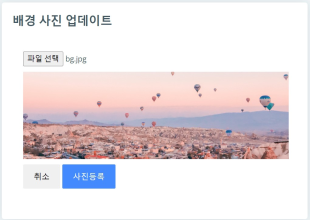 배경 사진 업데이트
파일 선택 bg.jpg
취소 사진등록